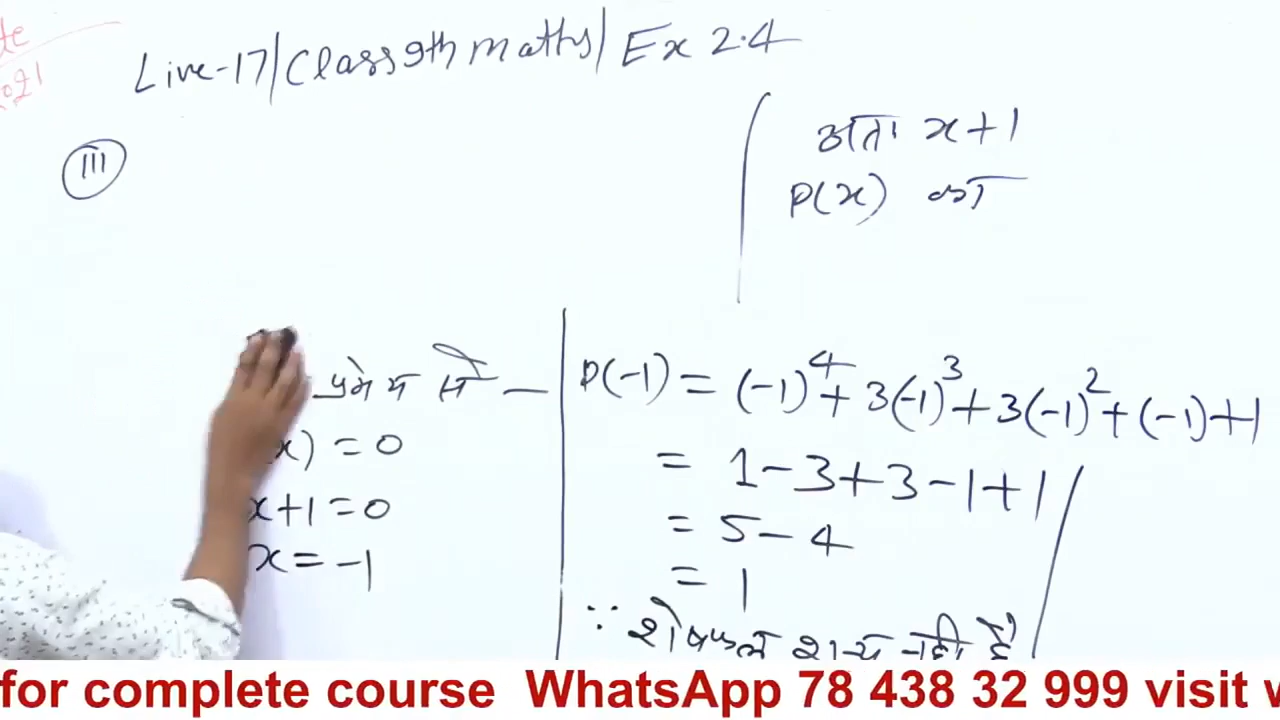 Live-17/Class 9th maths/Ex 2.4
III
अतः x+1
P(x) का
प्रमेय से —
x) = 0
x+1=0
x = -1
P(-1) = (-1)⁴ + 3(-1)³ + 3(-1)² + (-1) + 1
= 1 - 3 + 3 - 1 + 1
= 5 - 4
= 1
∵ शेषफल शून्य नहीं है
for complete course WhatsApp 78 438 32 999 visit